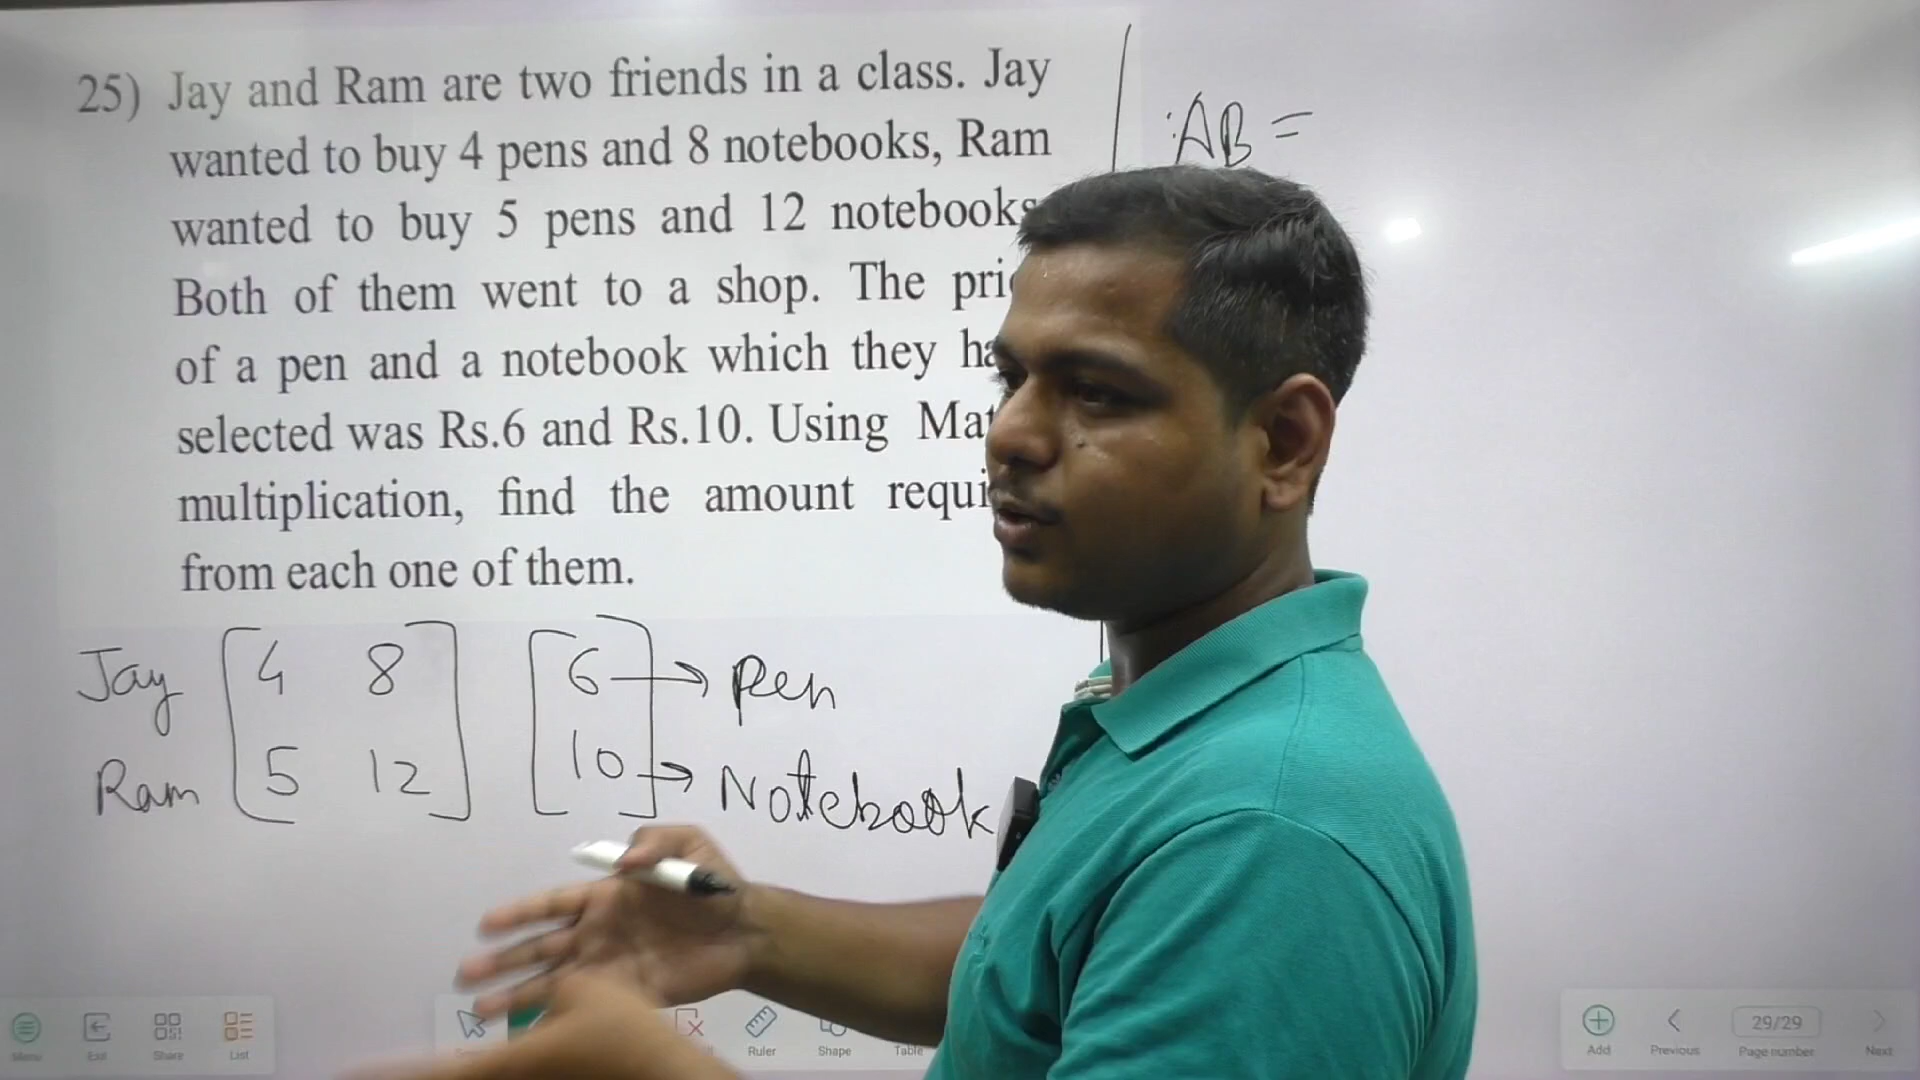 25) Jay and Ram are two friends in a class. Jay
wanted to buy 4 pens and 8 notebooks, Ram
wanted to buy 5 pens and 12 notebooks
Both of them went to a shop. The
of a pen and a notebook which they
selected was Rs.6 and Rs.10. Using
multiplication, find the amount
from each one of them.
AB =
Jay [4 8] [6 → Pen
Ram [5 12] 10] → Notebook
Menu Exit Share List Ruler Shape Table Add Previous Page number Next
29/29